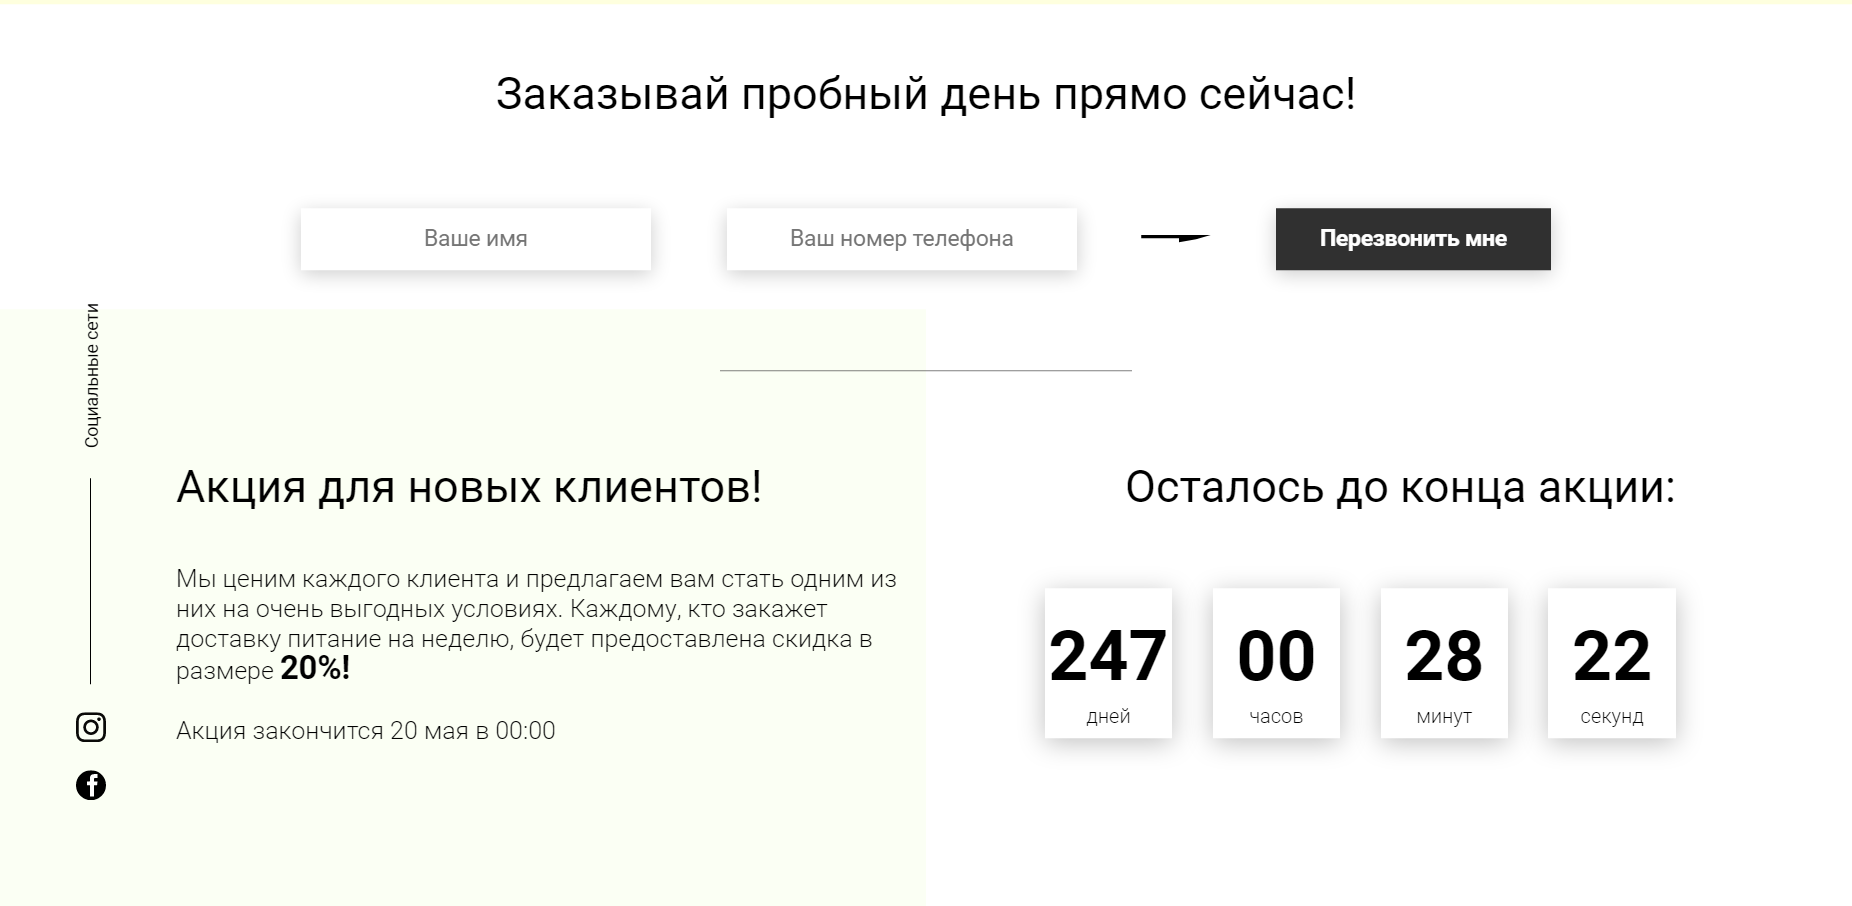 Заказывай пробный день прямо сейчас!
Ваше имя
Ваш номер телефона
Перезвонить мне
Социальные сети
Акция для новых клиентов!
Мы ценим каждого клиента и предлагаем вам стать одним из
них на очень выгодных условиях. Каждому, кто закажет
доставку питание на неделю, будет предоставлена скидка в
размере 20%!
Акция закончится 20 мая в 00:00
Осталось до конца акции:
247 00 28 22
дней часов минут секунд